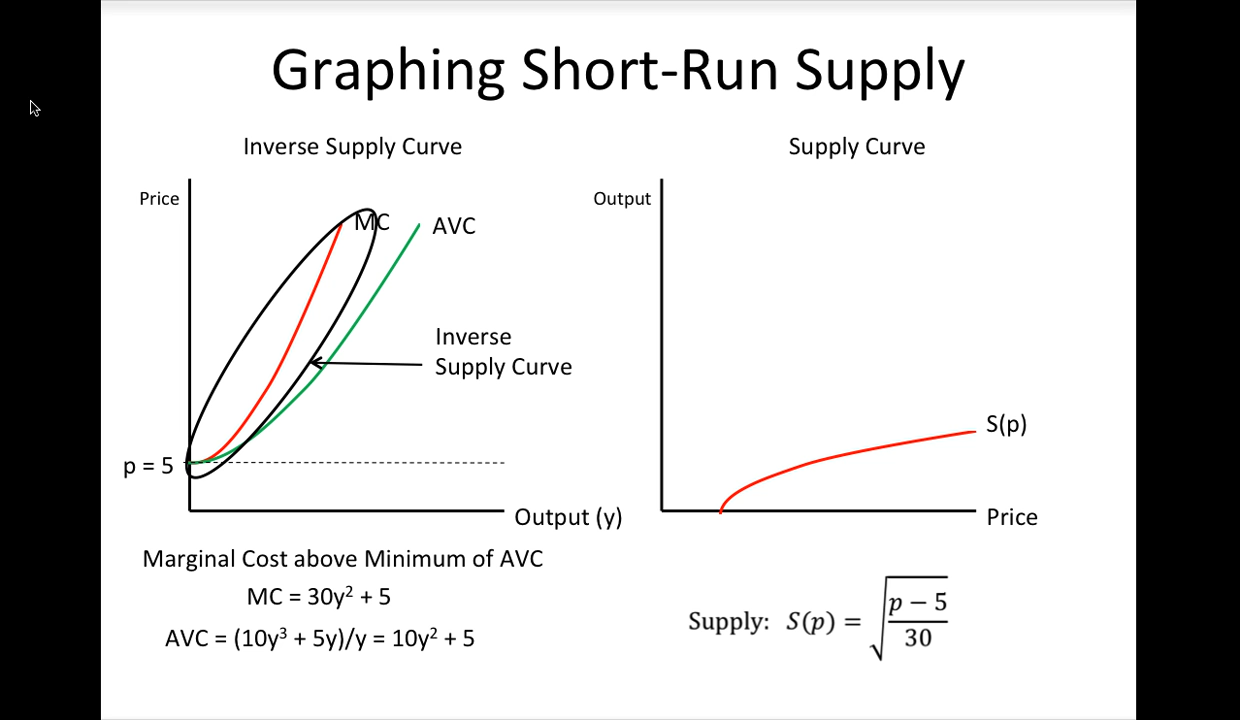 Graphing Short-Run Supply
Inverse Supply Curve
Price
MC
AVC
Inverse
Supply Curve
p = 5
Output (y)
Marginal Cost above Minimum of AVC
MC = 30y² + 5
AVC = (10y³ + 5y)/y = 10y² + 5
Supply Curve
Output
S(p)
Price
Supply: S(p) = √((p − 5)/30)